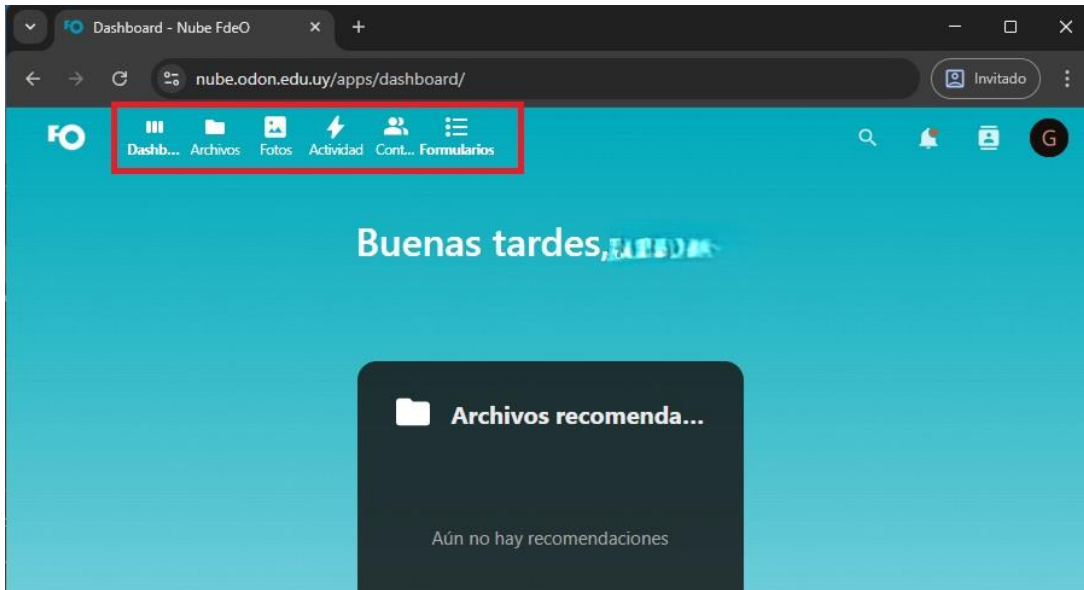 FO Dashboard - Nube FdeO
nube.odon.edu.uy/apps/dashboard/
Invitado
FO
Dashb... Archivos Fotos Actividad Cont... Formularios
G
Buenas tardes,
Archivos recomenda...
Aún no hay recomendaciones